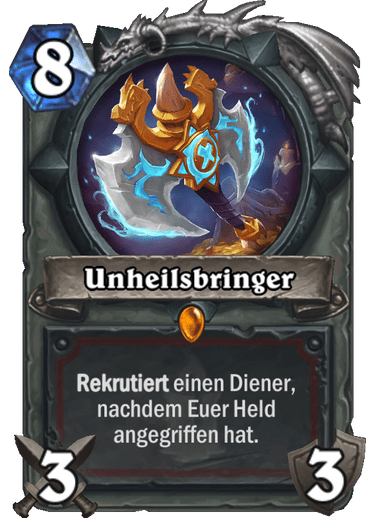 8
Unheilsbringer
Rekrutiert einen Diener,
nachdem Euer Held
angegriffen hat.
3
3